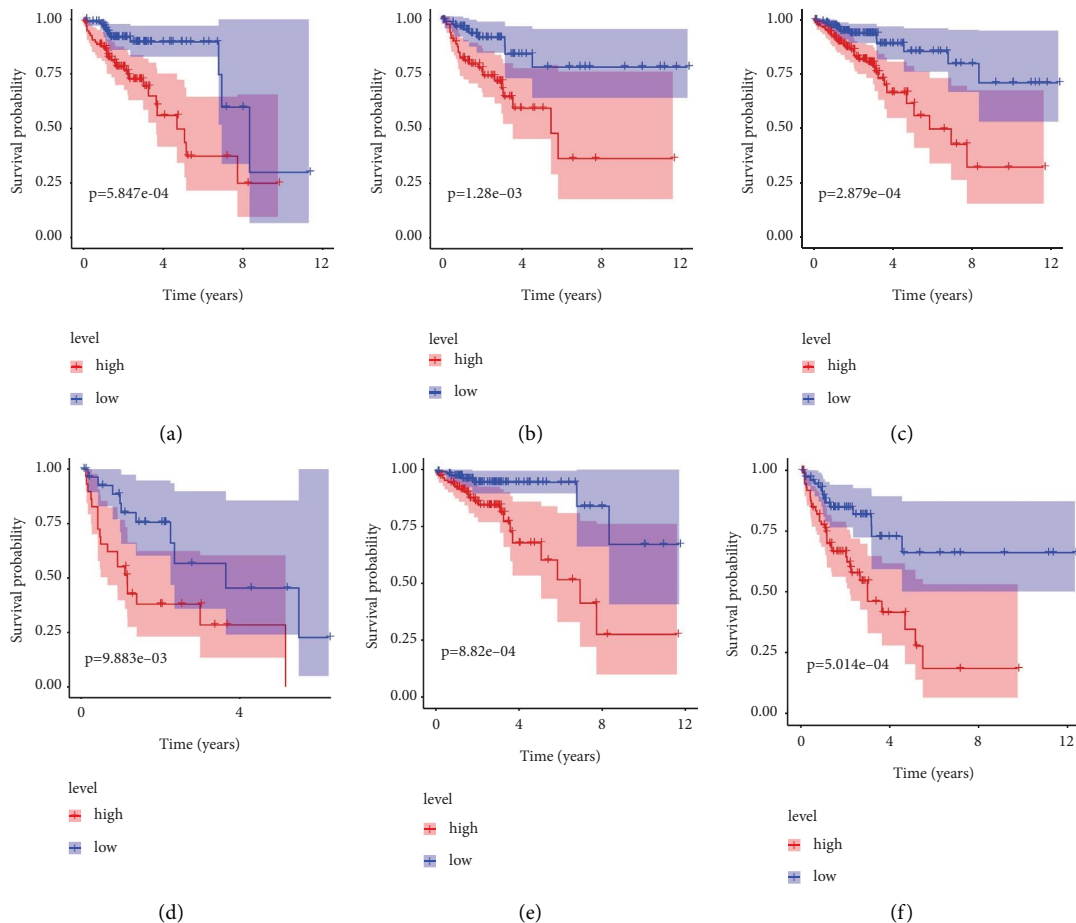 1.00
0.75
0.50
0.25
0.00
Survival probability
p=5.847e–04
0 4 8 12
Time (years)
level
high
low
(a)
1.00
0.75
0.50
0.25
0.00
Survival probability
p=1.28e–03
0 4 8 12
Time (years)
level
high
low
(b)
1.00
0.75
0.50
0.25
0.00
Survival probability
p=2.879e–04
0 4 8 12
Time (years)
level
high
low
(c)
1.00
0.75
0.50
0.25
0.00
Survival probability
p=9.883e–03
0 4
Time (years)
level
high
low
(d)
1.00
0.75
0.50
0.25
0.00
Survival probability
p=8.82e–04
0 4 8 12
Time (years)
level
high
low
(e)
1.00
0.75
0.50
0.25
0.00
Survival probability
p=5.014e–04
0 4 8 12
Time (years)
level
high
low
(f)